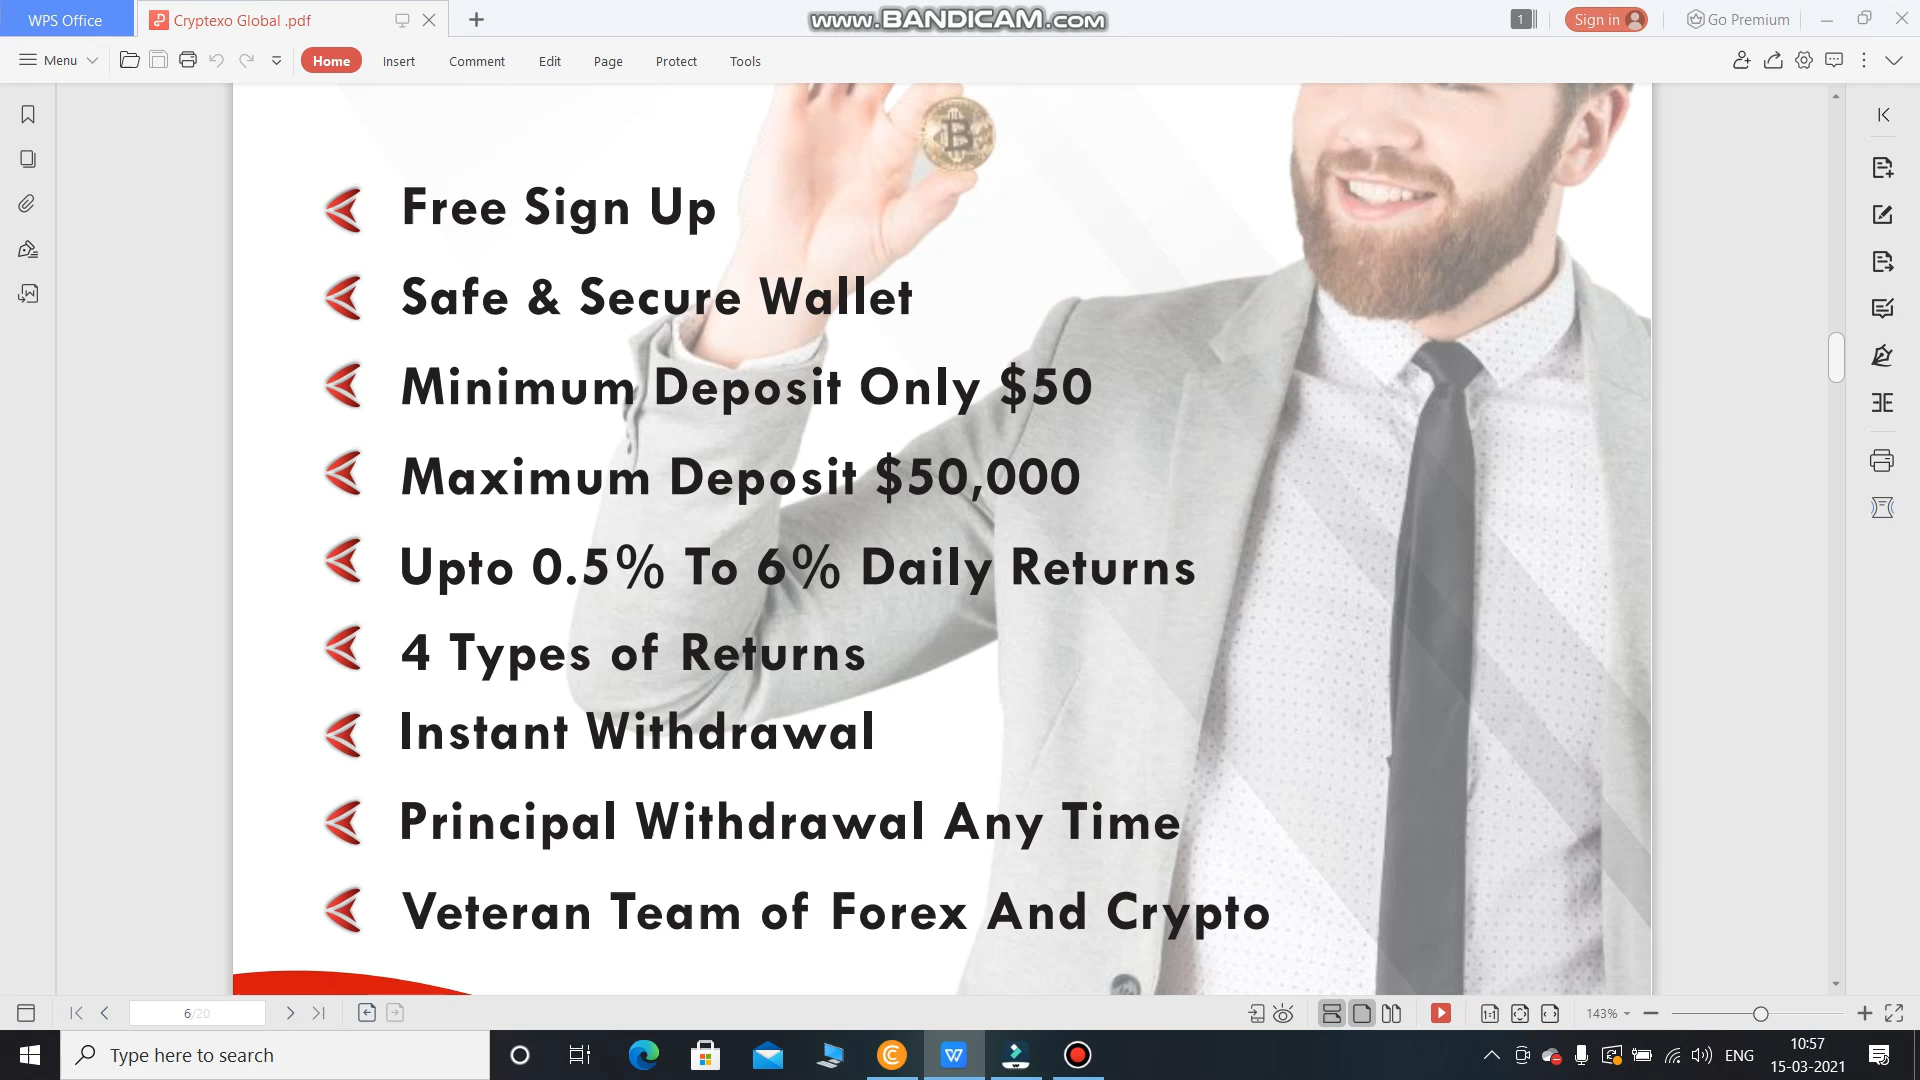 WPS Office
Cryptexo Global .pdf
www.BANDICAM.com
1
Sign in
Go Premium
Menu
Home
Insert
Comment
Edit
Page
Protect
Tools
Free Sign Up
Safe & Secure Wallet
Minimum Deposit Only $50
Maximum Deposit $50,000
Upto 0.5% To 6% Daily Returns
4 Types of Returns
Instant Withdrawal
Principal Withdrawal Any Time
Veteran Team of Forex And Crypto
6/20
1:1
143%
Type here to search
ENG
10:57
15-03-2021